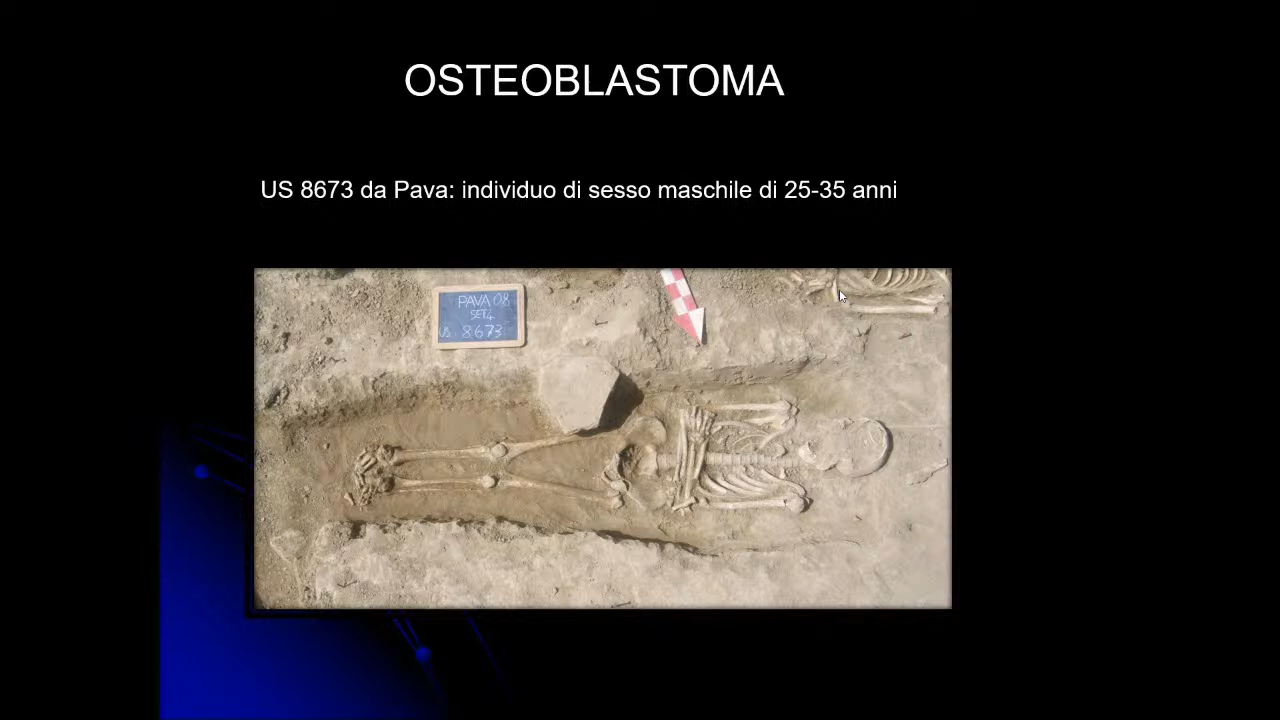 OSTEOBLASTOMA
US 8673 da Pava: individuo di sesso maschile di 25-35 anni
PAVA 08
SET4
US 8673